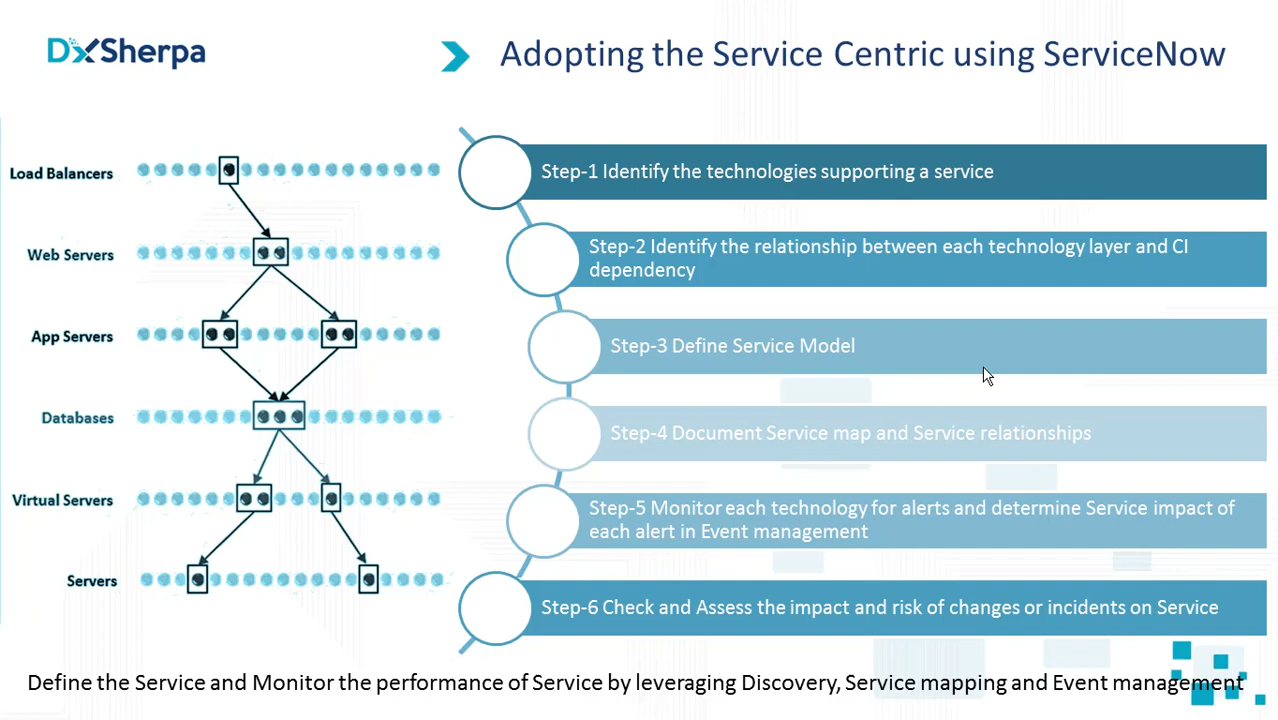 DxSherpa
Adopting the Service Centric using ServiceNow
Load Balancers
Web Servers
App Servers
Databases
Virtual Servers
Servers
Step-1 Identify the technologies supporting a service
Step-2 Identify the relationship between each technology layer and CI
dependency
Step-3 Define Service Model
Step-4 Document Service map and Service relationships
Step-5 Monitor each technology for alerts and determine Service impact of
each alert in Event management
Step-6 Check and Assess the impact and risk of changes or incidents on Service
Define the Service and Monitor the performance of Service by leveraging Discovery, Service mapping and Event management